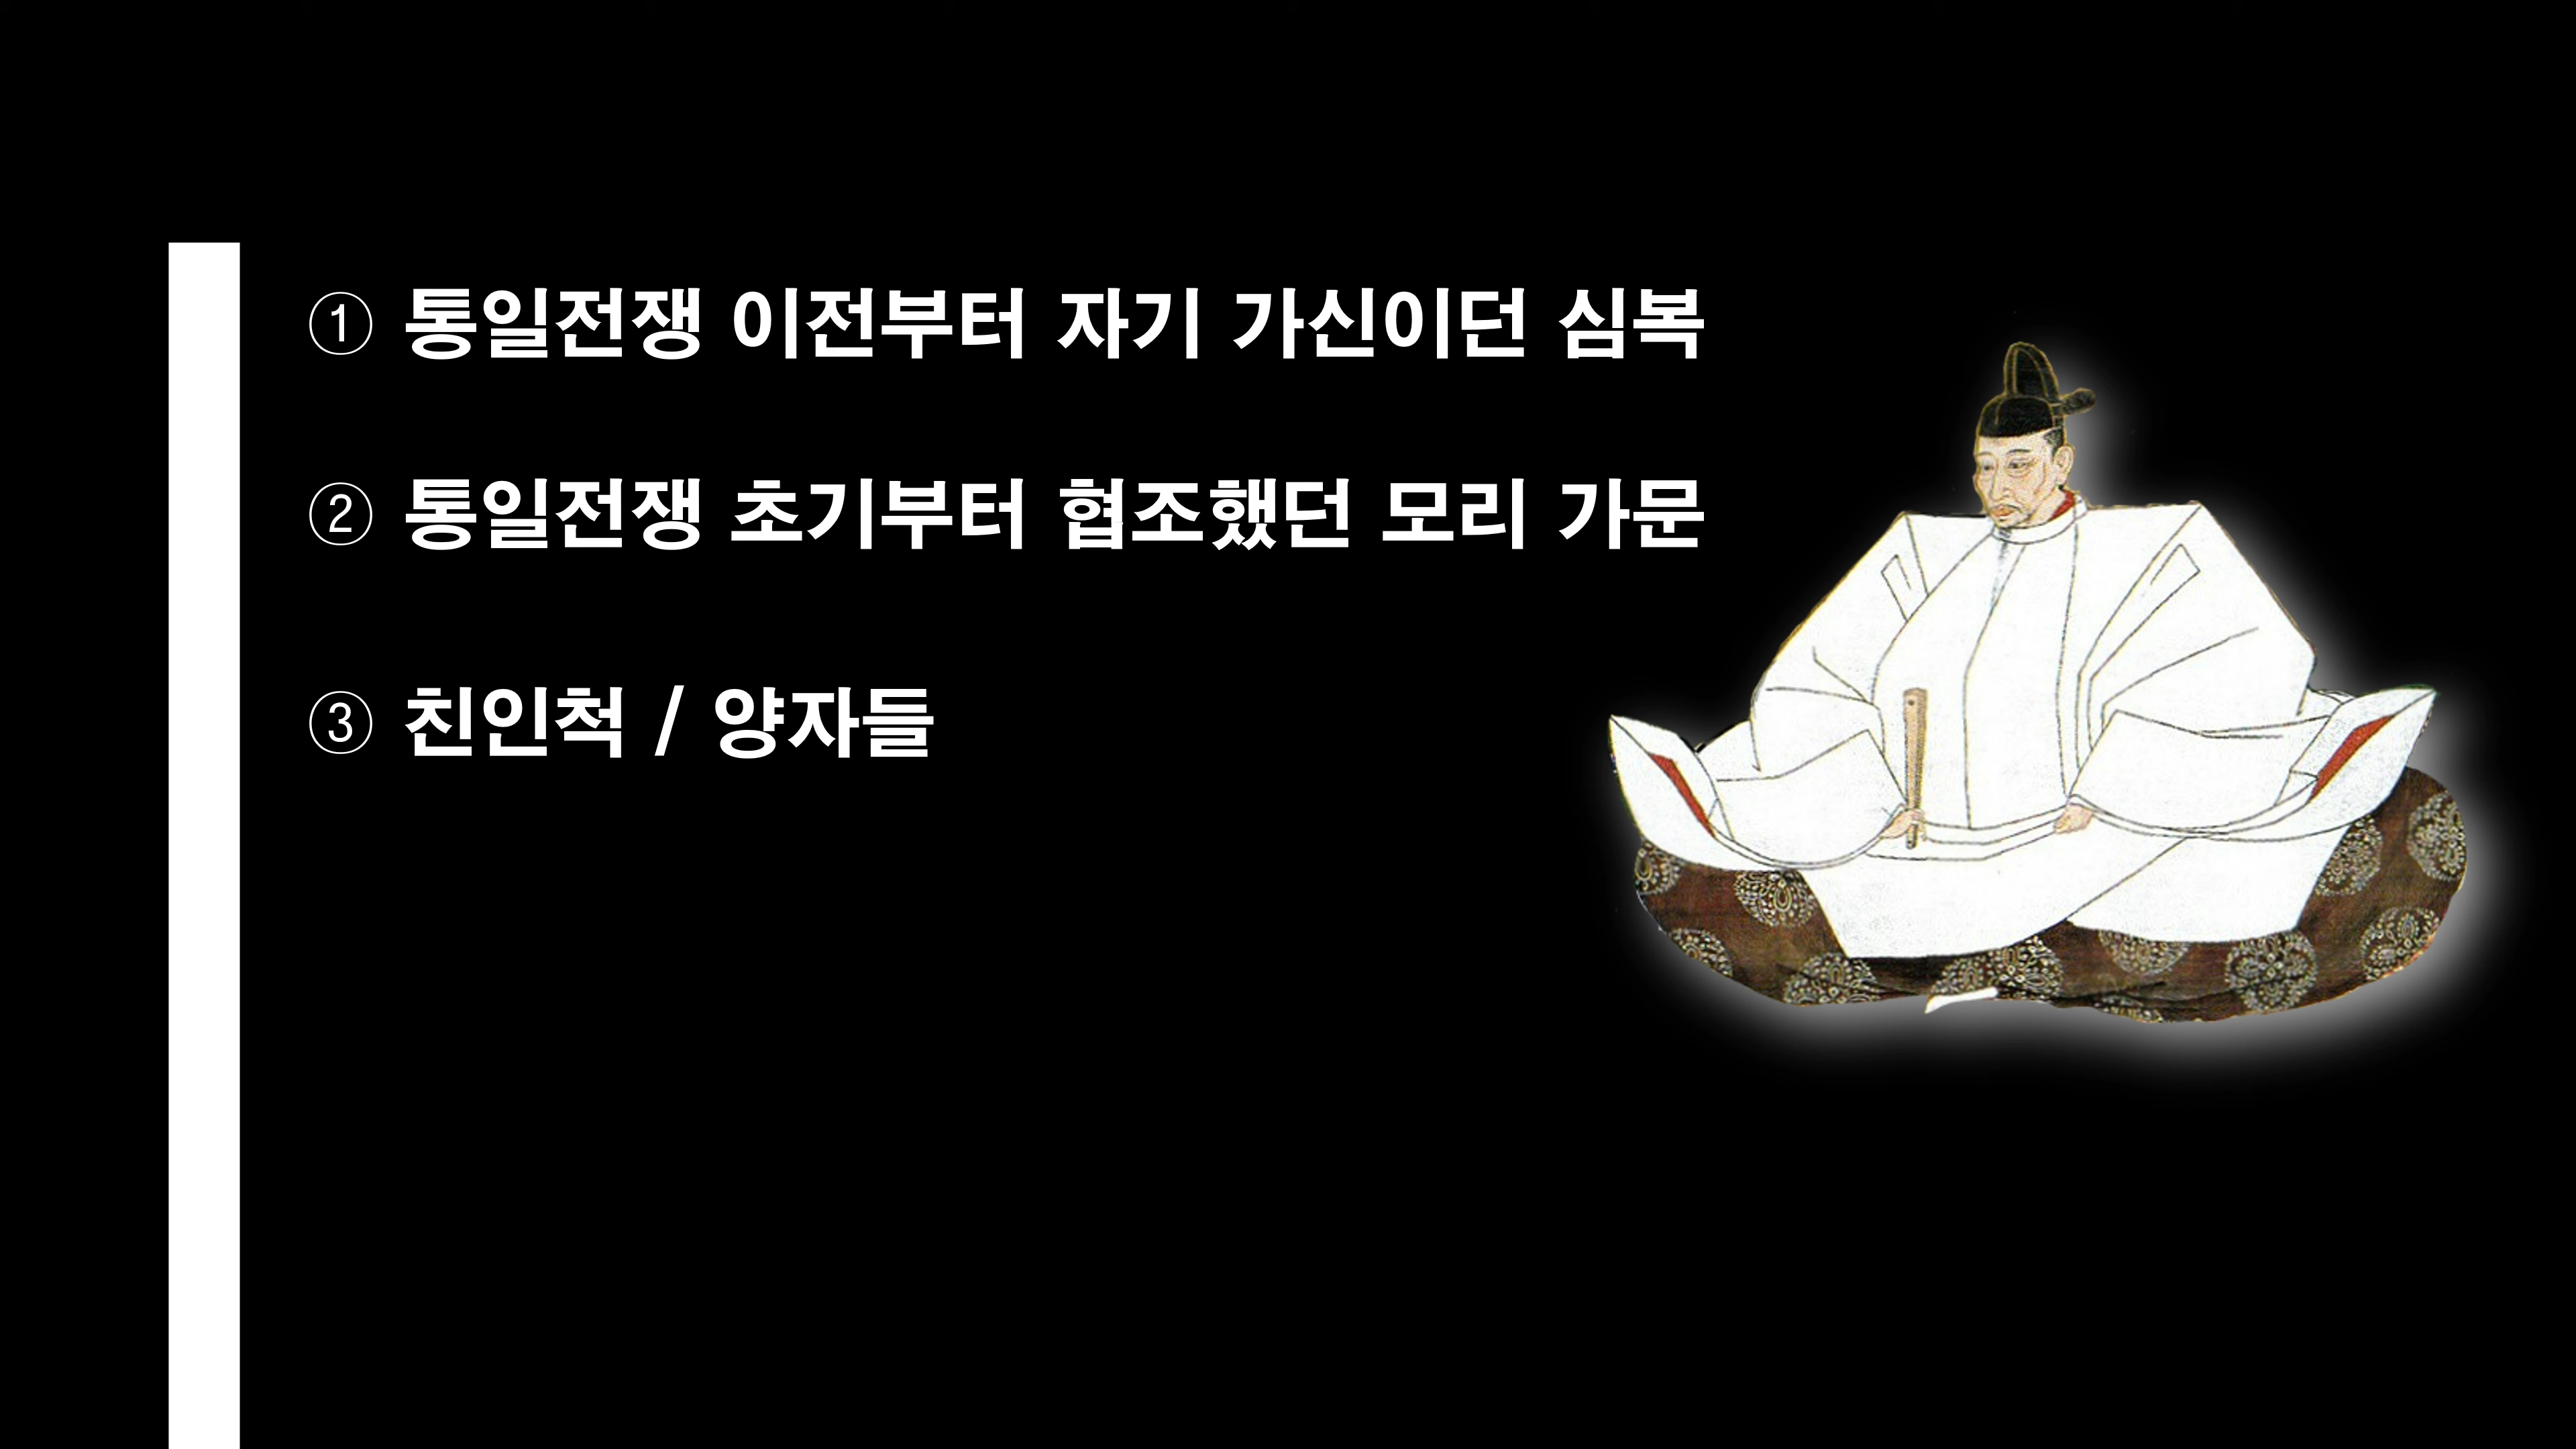 ① 통일전쟁 이전부터 자기 가신이던 심복
② 통일전쟁 초기부터 협조했던 모리 가문
③ 친인척 / 양자들